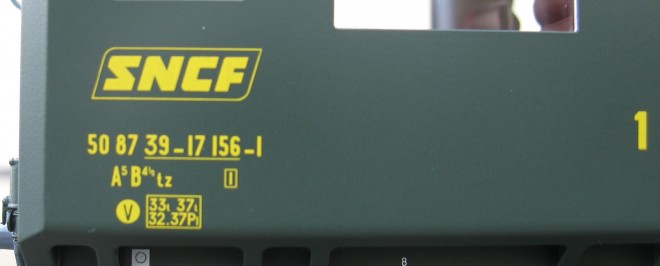 SNCF
50 87 39-17 156-1
1
A⁵B⁴½tz
I
V
33t 37t
32.37Pl
8